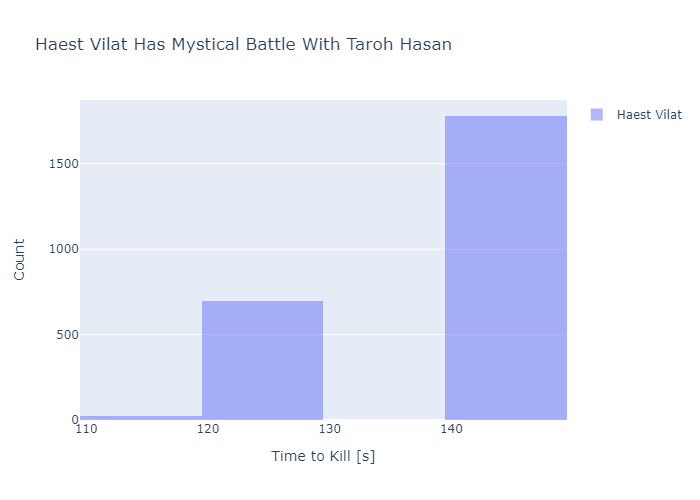 Haest Vilat Has Mystical Battle With Taroh Hasan
Haest Vilat
1500
1000
500
0
110
120
130
140
Count
Time to Kill [s]